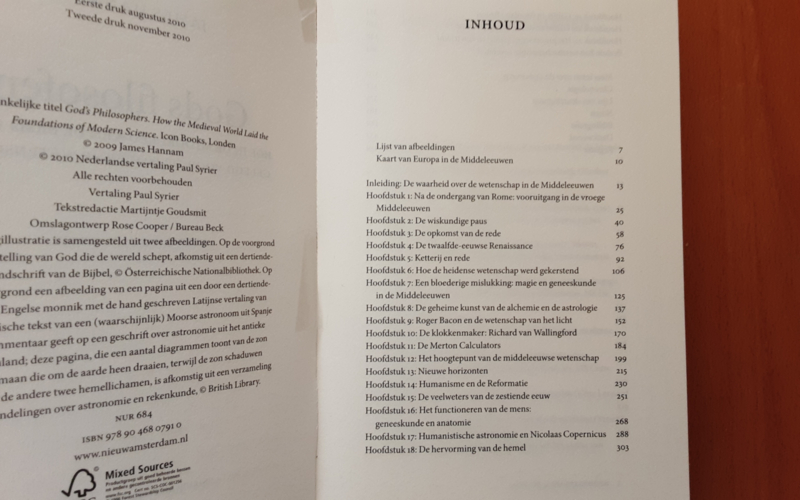 Eerste druk augustus 2010
Tweede druk november 2010
nkelijke titel God's Philosophers. How the Medieval World Laid the
Foundations of Modern Science. Icon Books, Londen
© 2009 James Hannam
© 2010 Nederlandse vertaling Paul Syrier
Alle rechten voorbehouden
Vertaling Paul Syrier
Tekstredactie Martijntje Goudsmit
Omslagontwerp Rose Cooper / Bureau Beck
illustratie is samengesteld uit twee afbeeldingen. Op de voorgrond
telling van God die de wereld schept, afkomstig uit een dertiende-
ndschrift van de Bijbel, © Österreichische Nationalbibliothek. Op
grond een afbeelding van een pagina uit een door een dertiende-
Engelse monnik met de hand geschreven Latijnse vertaling van
ische tekst van een (waarschijnlijk) Moorse astronoom uit Spanje
mmentaar geeft op een geschrift over astronomie uit het antieke
land; deze pagina, die een aantal diagrammen toont van de zon
maan die om de aarde heen draaien, terwijl de zon schaduwen
de andere twee hemellichamen, is afkomstig uit een verzameling
ndelingen over astronomie en rekenkunde. © British Library.
NUR 684
ISBN 978 90 468 0791 0
www.nieuwamsterdam.nl
FSC
Mixed Sources
INHOUD
Lijst van afbeeldingen 7
Kaart van Europa in de Middeleeuwen 10
Inleiding: De waarheid over de wetenschap in de Middeleeuwen 13
Hoofdstuk 1: Na de ondergang van Rome: vooruitgang in de vroege
Middeleeuwen 25
Hoofdstuk 2: De wiskundige paus 40
Hoofdstuk 3: De opkomst van de rede 58
Hoofdstuk 4: De twaalfde-eeuwse Renaissance 76
Hoofdstuk 5: Ketterij en rede 92
Hoofdstuk 6: Hoe de heidense wetenschap werd gekerstend 106
Hoofdstuk 7: Een bloederige mislukking: magie en geneeskunde
in de Middeleeuwen 125
Hoofdstuk 8: De geheime kunst van de alchemie en de astrologie 137
Hoofdstuk 9: Roger Bacon en de wetenschap van het licht 152
Hoofdstuk 10: De klokkenmaker: Richard van Wallingford 170
Hoofdstuk 11: De Merton Calculators 184
Hoofdstuk 12: Het hoogtepunt van de middeleeuwse wetenschap 199
Hoofdstuk 13: Nieuwe horizonten 215
Hoofdstuk 14: Humanisme en de Reformatie 230
Hoofdstuk 15: De veelweters van de zestiende eeuw 251
Hoofdstuk 16: Het functioneren van de mens:
geneeskunde en anatomie 268
Hoofdstuk 17: Humanistische astronomie en Nicolaas Copernicus 288
Hoofdstuk 18: De hervorming van de hemel 303